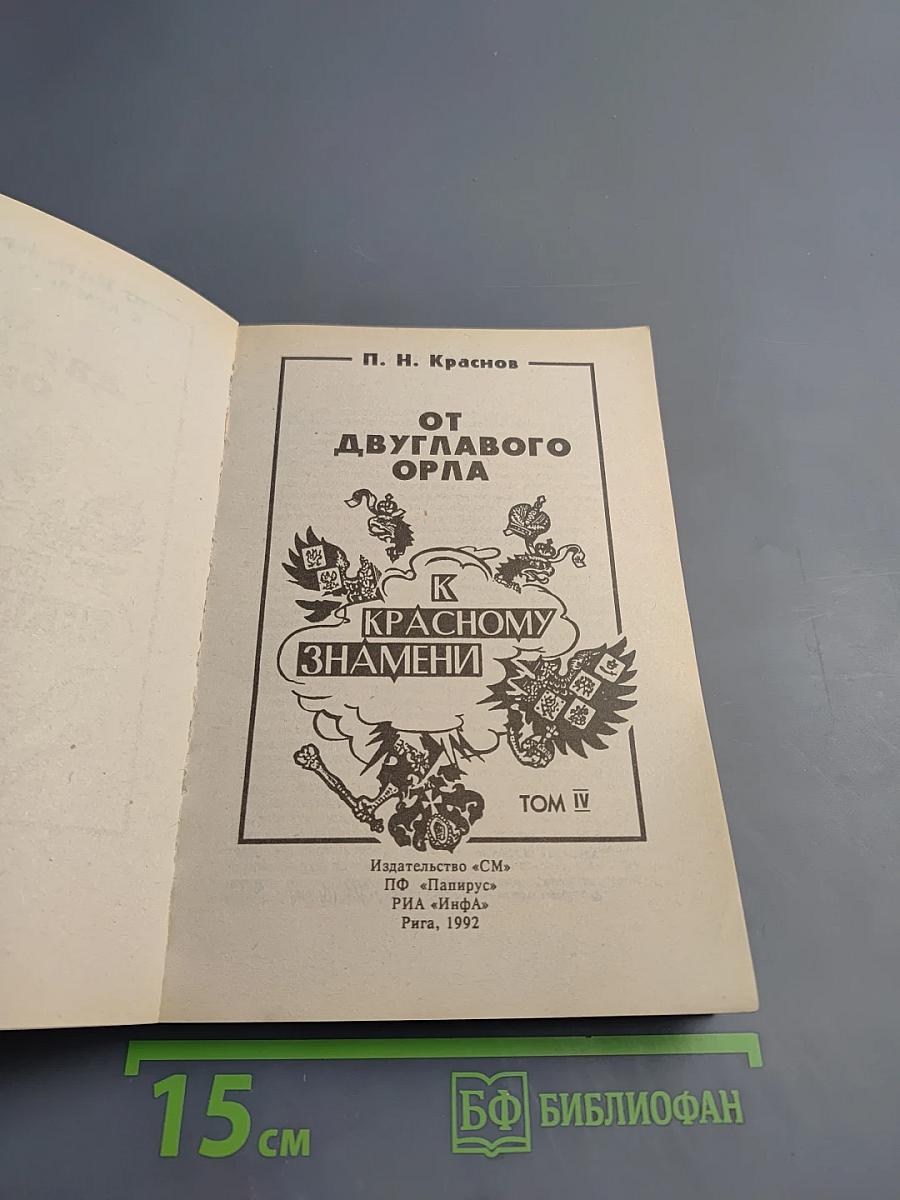 П. Н. Краснов
ОТ
ДВУГЛАВОГО
ОРЛА
К
КРАСНОМУ
ЗНАМЕНИ
ТОМ IV
Издательство «СМ»
ПФ «Папирус»
РИА «ИнфА»
Рига, 1992
15 СМ
БФ БИБЛИОФАН